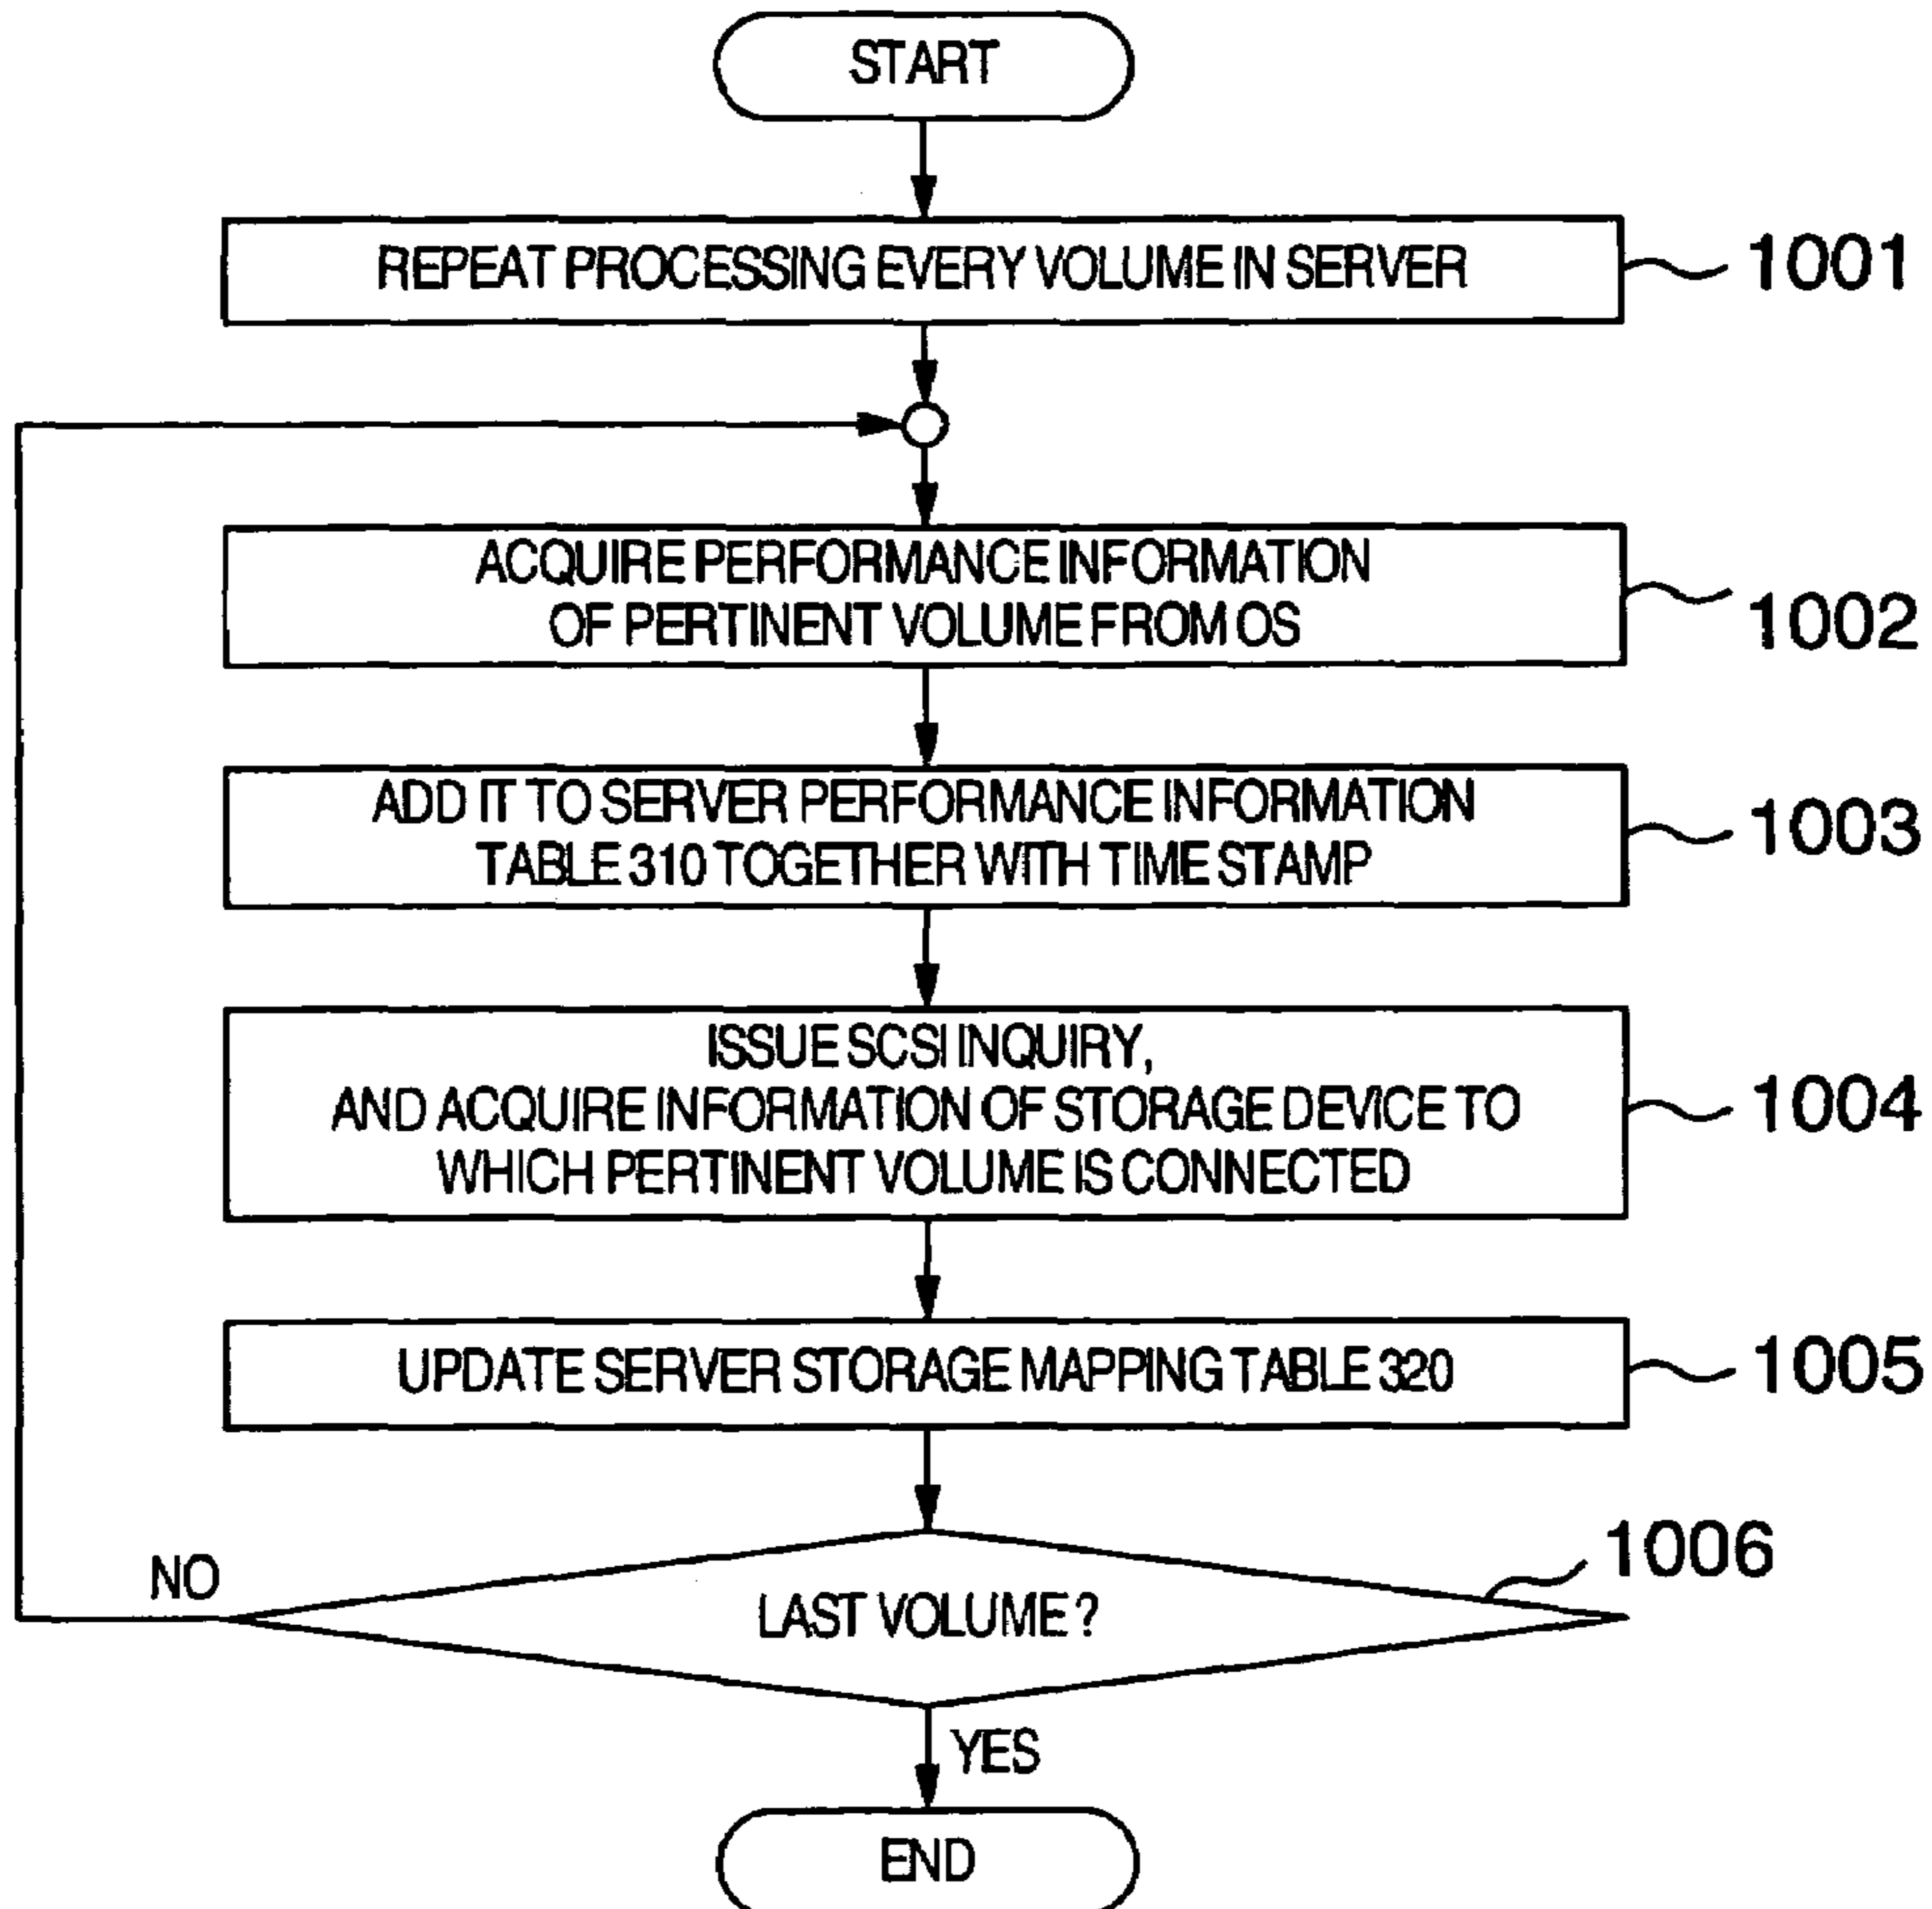 START
REPEAT PROCESSING EVERY VOLUME IN SERVER
1001
ACQUIRE PERFORMANCE INFORMATION
OF PERTINENT VOLUME FROM OS
1002
ADD IT TO SERVER PERFORMANCE INFORMATION
TABLE 310 TOGETHER WITH TIME STAMP
1003
ISSUE SCSI INQUIRY,
AND ACQUIRE INFORMATION OF STORAGE DEVICE TO
WHICH PERTINENT VOLUME IS CONNECTED
1004
UPDATE SERVER STORAGE MAPPING TABLE 320
1005
1006
NO
LAST VOLUME?
YES
END